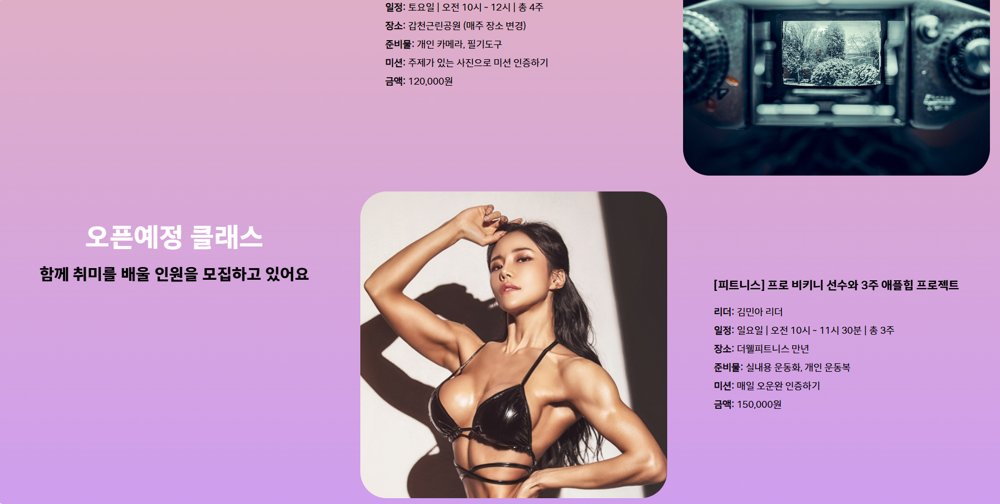 일정: 토요일 | 오전 10시 ~ 12시 | 총 4주
장소: 갑천근린공원 (매주 장소 변경)
준비물: 개인 카메라, 필기도구
미션: 주제가 있는 사진으로 미션 인증하기
금액: 120,000원
오픈예정 클래스
함께 취미를 배울 인원을 모집하고 있어요
[피트니스] 프로 비키니 선수와 3주 애플힙 프로젝트
리더: 김민아 리더
일정: 일요일 | 오전 10시 ~ 11시 30분 | 총 3주
장소: 더웰피트니스 만년
준비물: 실내용 운동화, 개인 운동복
미션: 매일 오운완 인증하기
금액: 150,000원